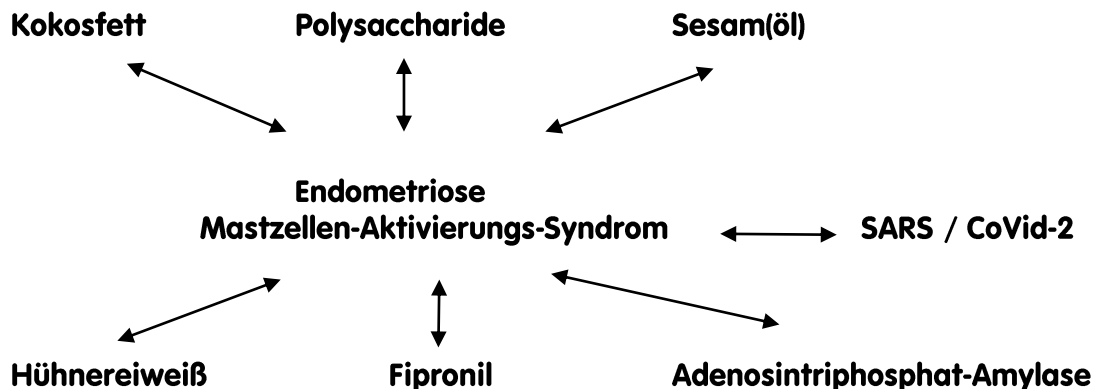 Kokosfett Polysaccharide Sesam(öl)
Endometriose
Mastzellen-Aktivierungs-Syndrom SARS / CoVid-2
Hühnereiweiß Fipronil Adenosintriphosphat-Amylase